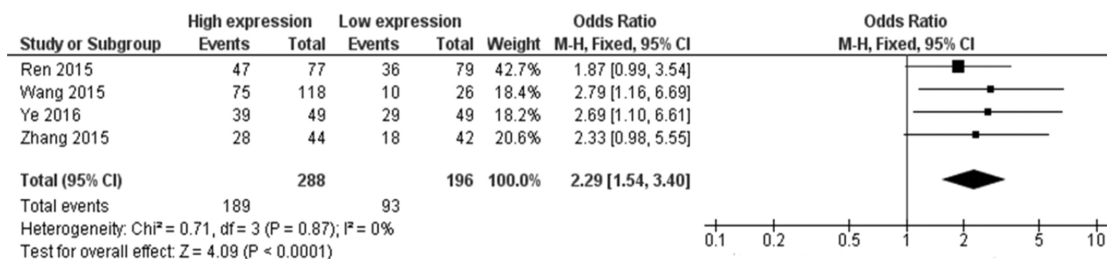 High expression Low expression Odds Ratio Odds Ratio
Study or Subgroup Events Total Events Total Weight M-H, Fixed, 95% CI M-H, Fixed, 95% CI
Ren 2015 47 77 36 79 42.7% 1.87 [0.99, 3.54]
Wang 2015 75 118 10 26 18.4% 2.79 [1.16, 6.69]
Ye 2016 39 49 29 49 18.2% 2.69 [1.10, 6.61]
Zhang 2015 28 44 18 42 20.6% 2.33 [0.98, 5.55]
Total (95% CI) 288 196 100.0% 2.29 [1.54, 3.40]
Total events 189 93
Heterogeneity: Chi² = 0.71, df = 3 (P = 0.87); I² = 0%
Test for overall effect: Z = 4.09 (P < 0.0001)
0.1 0.2 0.5 1 2 5 10